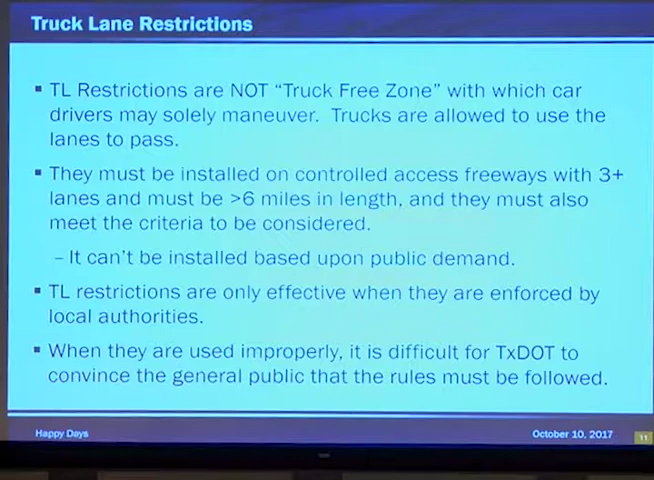 Truck Lane Restrictions
▪ TL Restrictions are NOT “Truck Free Zone” with which car
drivers may solely maneuver. Trucks are allowed to use the
lanes to pass.
▪ They must be installed on controlled access freeways with 3+
lanes and must be >6 miles in length, and they must also
meet the criteria to be considered.
– It can’t be installed based upon public demand.
▪ TL restrictions are only effective when they are enforced by
local authorities.
▪ When they are used improperly, it is difficult for TxDOT to
convince the general public that the rules must be followed.
Happy Days
October 10, 2017
11